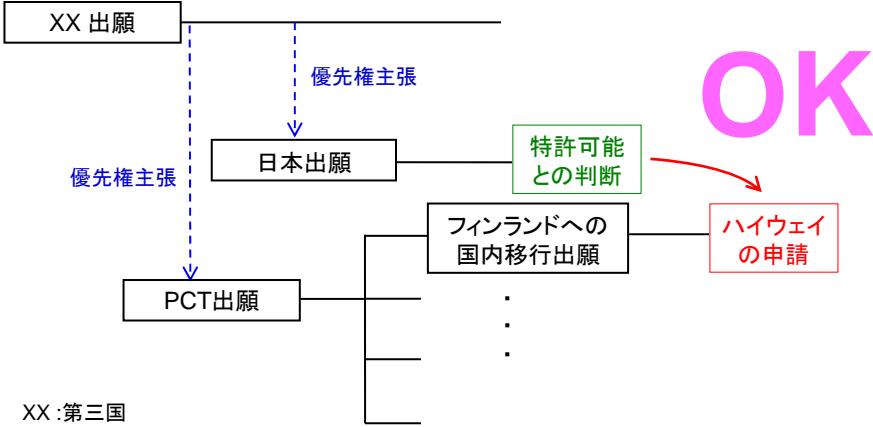 XX 出願
優先権主張
OK
日本出願
特許可能
との判断
優先権主張
フィンランドへの
国内移行出願
ハイウェイ
の申請
PCT出願
・
・
・
XX :第三国